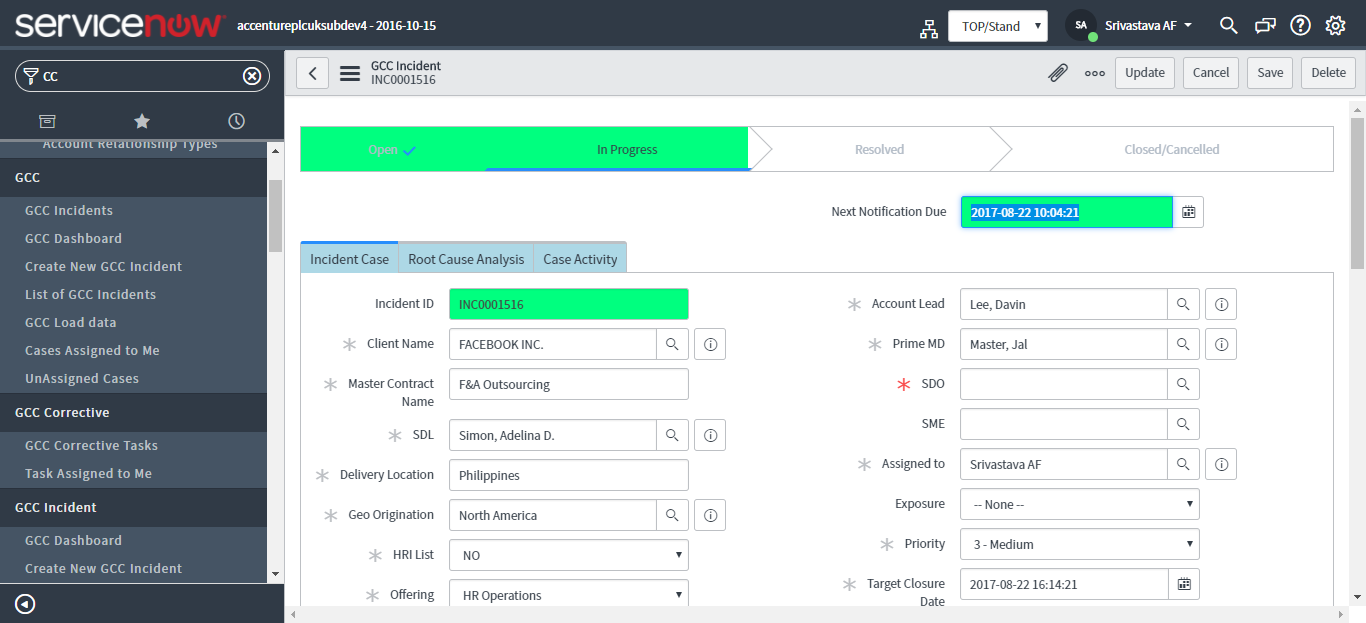 servicenow
accentureplcuksubdev4 - 2016-10-15
TOP/Stand
SA
Srivastava AF
CC
GCC Incident
INC0001516
Update
Cancel
Save
Delete
Account Relationship Types
GCC
GCC Incidents
GCC Dashboard
Create New GCC Incident
List of GCC Incidents
GCC Load data
Cases Assigned to Me
UnAssigned Cases
GCC Corrective
GCC Corrective Tasks
Task Assigned to Me
GCC Incident
GCC Dashboard
Create New GCC Incident
Open
In Progress
Resolved
Closed/Cancelled
Next Notification Due
2017-08-22 10:04:21
Incident Case
Root Cause Analysis
Case Activity
Incident ID
INC0001516
Client Name
FACEBOOK INC.
Master Contract
Name
F&A Outsourcing
SDL
Simon, Adelina D.
Delivery Location
Philippines
Geo Origination
North America
HRI List
NO
Offering
HR Operations
Account Lead
Lee, Davin
Prime MD
Master, Jal
SDO
SME
Assigned to
Srivastava AF
Exposure
-- None --
Priority
3 - Medium
Target Closure
Date
2017-08-22 16:14:21